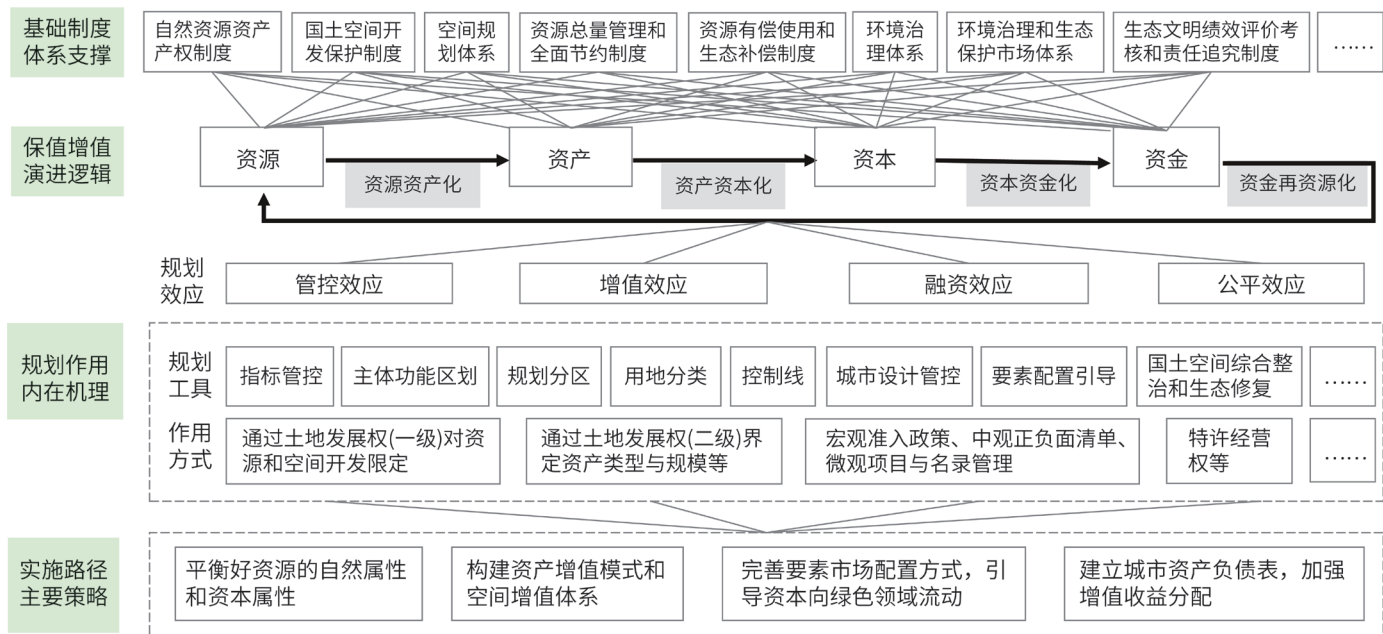 基础制度
体系支撑
自然资源资产
产权制度
国土空间开
发保护制度
空间规
划体系
资源总量管理和
全面节约制度
资源有偿使用和
生态补偿制度
环境治
理体系
环境治理和生态
保护市场体系
生态文明绩效评价考
核和责任追究制度
……
保值增值
演进逻辑
资源
资源资产化
资产
资产资本化
资本
资本资金化
资金
资金再资源化
规划
效应
管控效应
增值效应
融资效应
公平效应
规划作用
内在机理
规划
工具
指标管控
主体功能区划
规划分区
用地分类
控制线
城市设计管控
要素配置引导
国土空间综合整
治和生态修复
……
作用
方式
通过土地发展权(一级)对资
源和空间开发限定
通过土地发展权(二级)界
定资产类型与规模等
宏观准入政策、中观正负面清单、
微观项目与名录管理
特许经营
权等
……
实施路径
主要策略
平衡好资源的自然属性
和资本属性
构建资产增值模式和
空间增值体系
完善要素市场配置方式，引
导资本向绿色领域流动
建立城市资产负债表，加强
增值收益分配